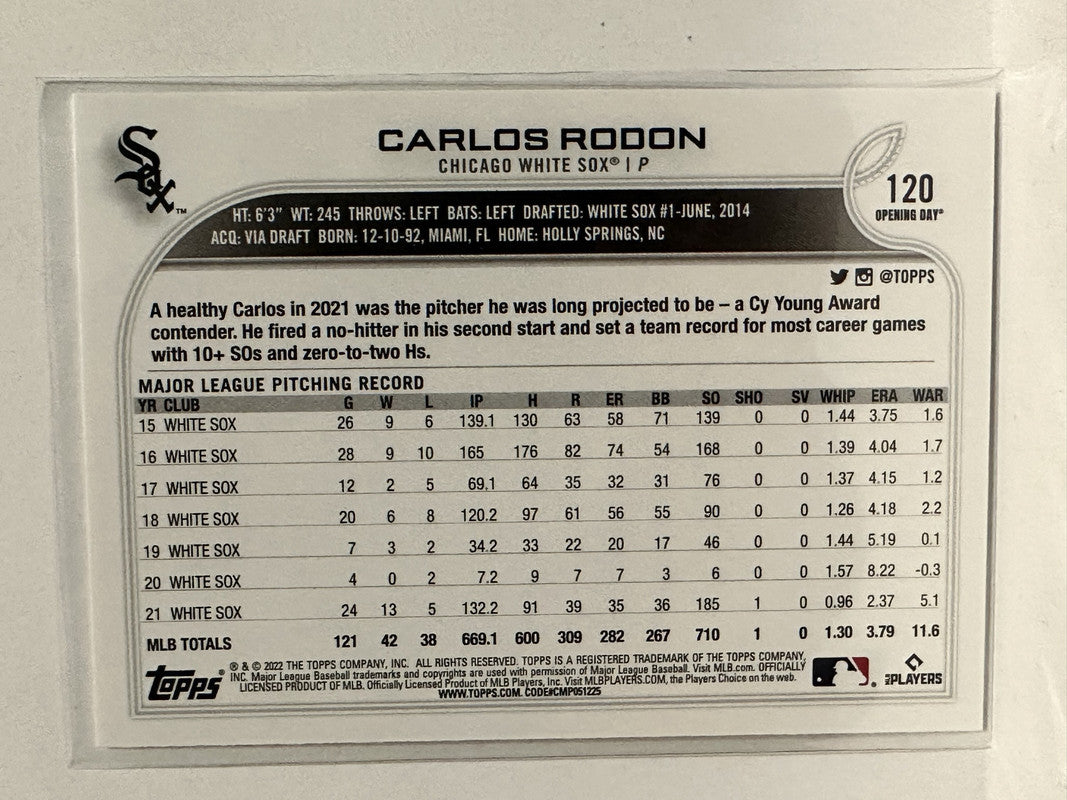 Sox™
CARLOS RODON
CHICAGO WHITE SOX® | P
120
OPENING DAY®
HT: 6'3" WT: 245 THROWS: LEFT BATS: LEFT DRAFTED: WHITE SOX #1-JUNE, 2014
ACQ: VIA DRAFT BORN: 12-10-92, MIAMI, FL HOME: HOLLY SPRINGS, NC
@TOPPS
A healthy Carlos in 2021 was the pitcher he was long projected to be – a Cy Young Award
contender. He fired a no-hitter in his second start and set a team record for most career games
with 10+ SOs and zero-to-two Hs.
MAJOR LEAGUE PITCHING RECORD
YR CLUB G W L IP H R ER BB SO SHO SV WHIP ERA WAR
15 WHITE SOX 26 9 6 139.1 130 63 58 71 139 0 0 1.44 3.75 1.6
16 WHITE SOX 28 9 10 165 176 82 74 54 168 0 0 1.39 4.04 1.7
17 WHITE SOX 12 2 5 69.1 64 35 32 31 76 0 0 1.37 4.15 1.2
18 WHITE SOX 20 6 8 120.2 97 61 56 55 90 0 0 1.26 4.18 2.2
19 WHITE SOX 7 3 2 34.2 33 22 20 17 46 0 0 1.44 5.19 0.1
20 WHITE SOX 4 0 2 7.2 9 7 7 3 6 0 0 1.57 8.22 -0.3
21 WHITE SOX 24 13 5 132.2 91 39 35 36 185 1 0 0.96 2.37 5.1
MLB TOTALS 121 42 38 669.1 600 309 282 267 710 1 0 1.30 3.79 11.6
Topps®
® & © 2022 THE TOPPS COMPANY, INC. ALL RIGHTS RESERVED. TOPPS IS A REGISTERED TRADEMARK OF THE TOPPS COMPANY,
INC. Major League Baseball trademarks and copyrights are used with permission of Major League Baseball. Visit MLB.com. OFFICIALLY
LICENSED PRODUCT OF MLB. Officially Licensed Product of MLB Players, Inc. Visit MLBPLAYERS.COM, the Players Choice on the web.
WWW.TOPPS.COM. CODE#CMP051225
MLB PLAYERS